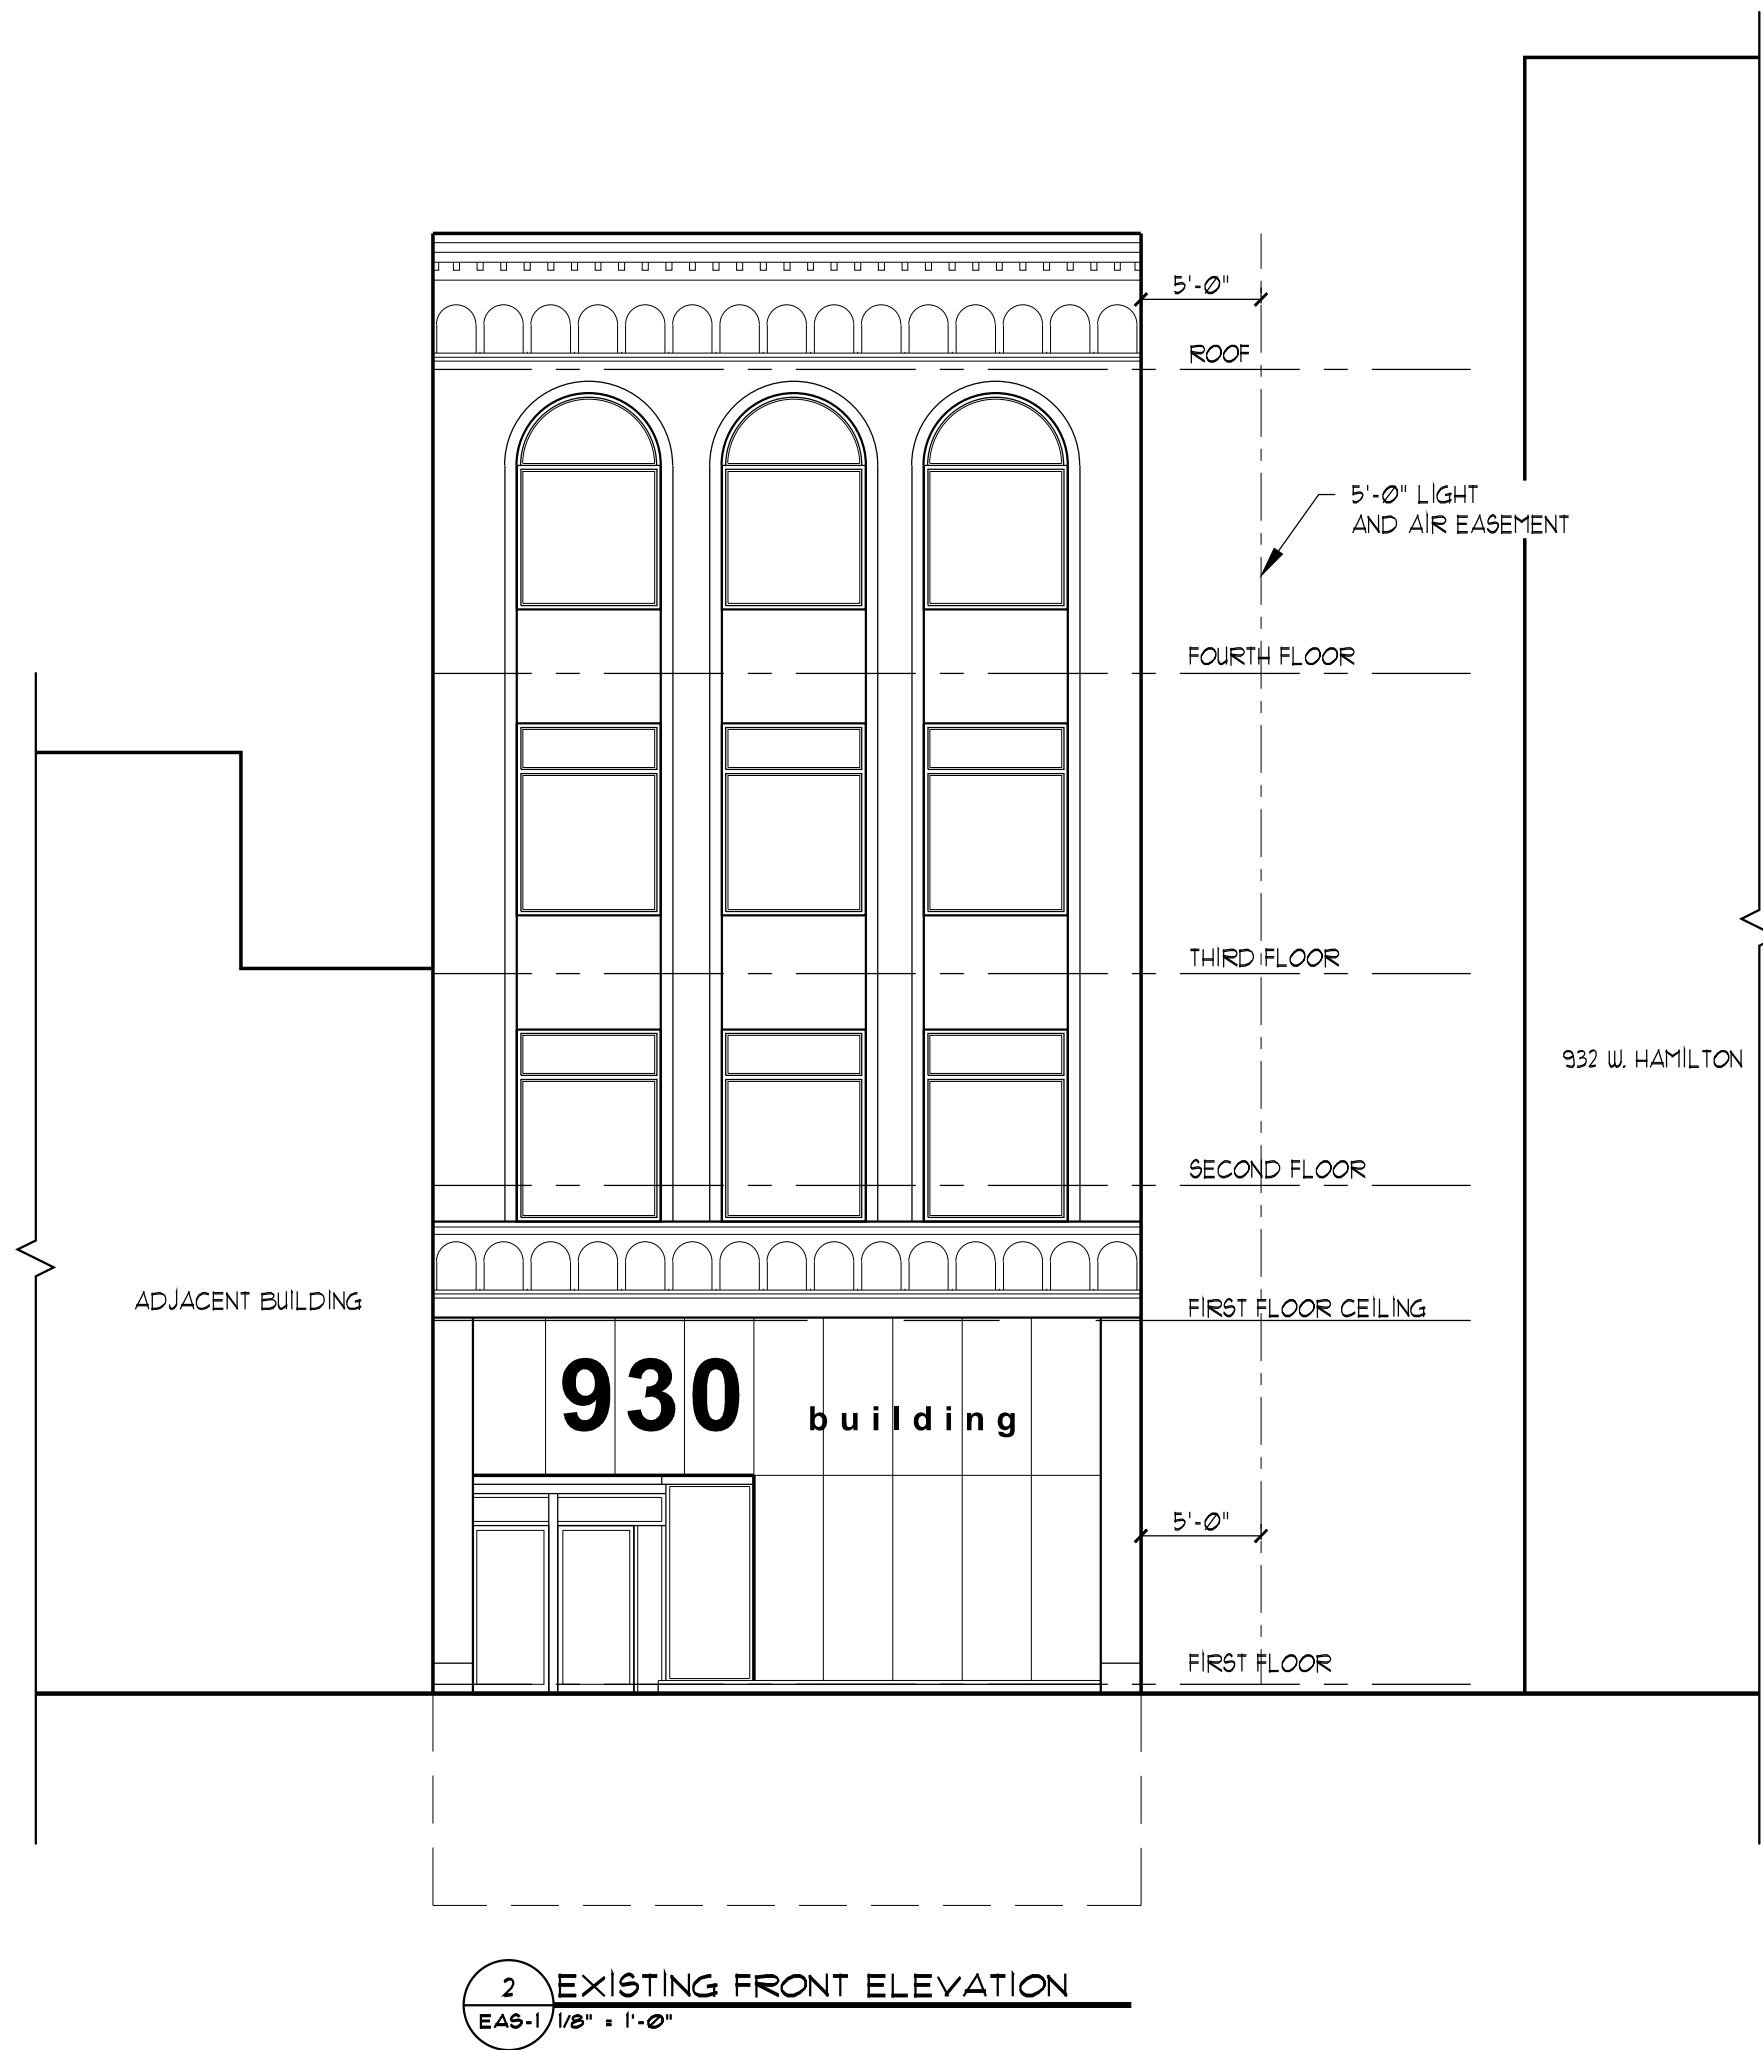 5'-0"
ROOF
5'-0" LIGHT
AND AIR EASEMENT
FOURTH FLOOR
THIRD FLOOR
932 W. HAMILTON
SECOND FLOOR
ADJACENT BUILDING
FIRST FLOOR CEILING
930 building
5'-0"
FIRST FLOOR
2 EXISTING FRONT ELEVATION
EAS-1 1/8" = 1'-0"